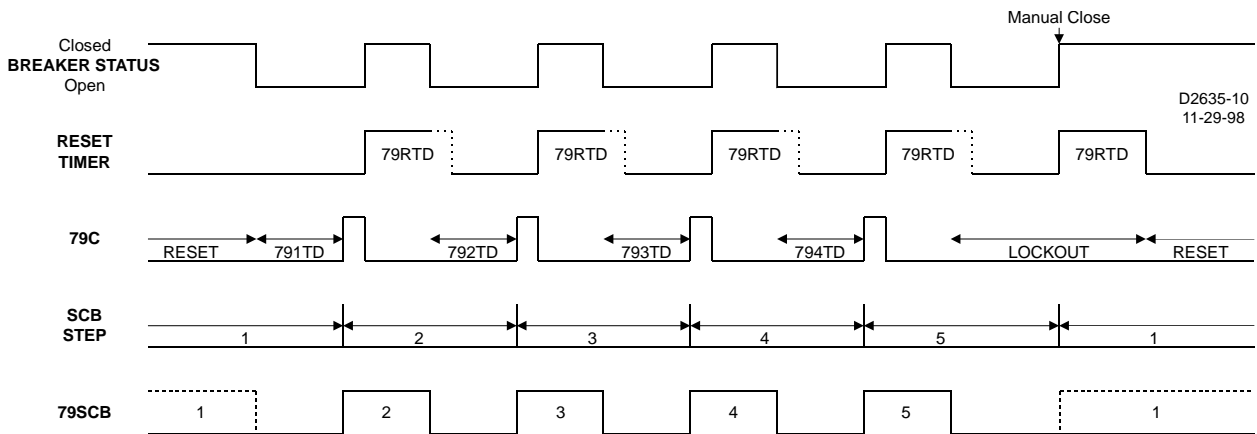 Manual Close
Closed
BREAKER STATUS
Open
D2635-10
11-29-98
RESET
TIMER
79RTD
79RTD
79RTD
79RTD
79RTD
79C
RESET
791TD
792TD
793TD
794TD
LOCKOUT
RESET
SCB
STEP
1
2
3
4
5
1
79SCB
1
2
3
4
5
1